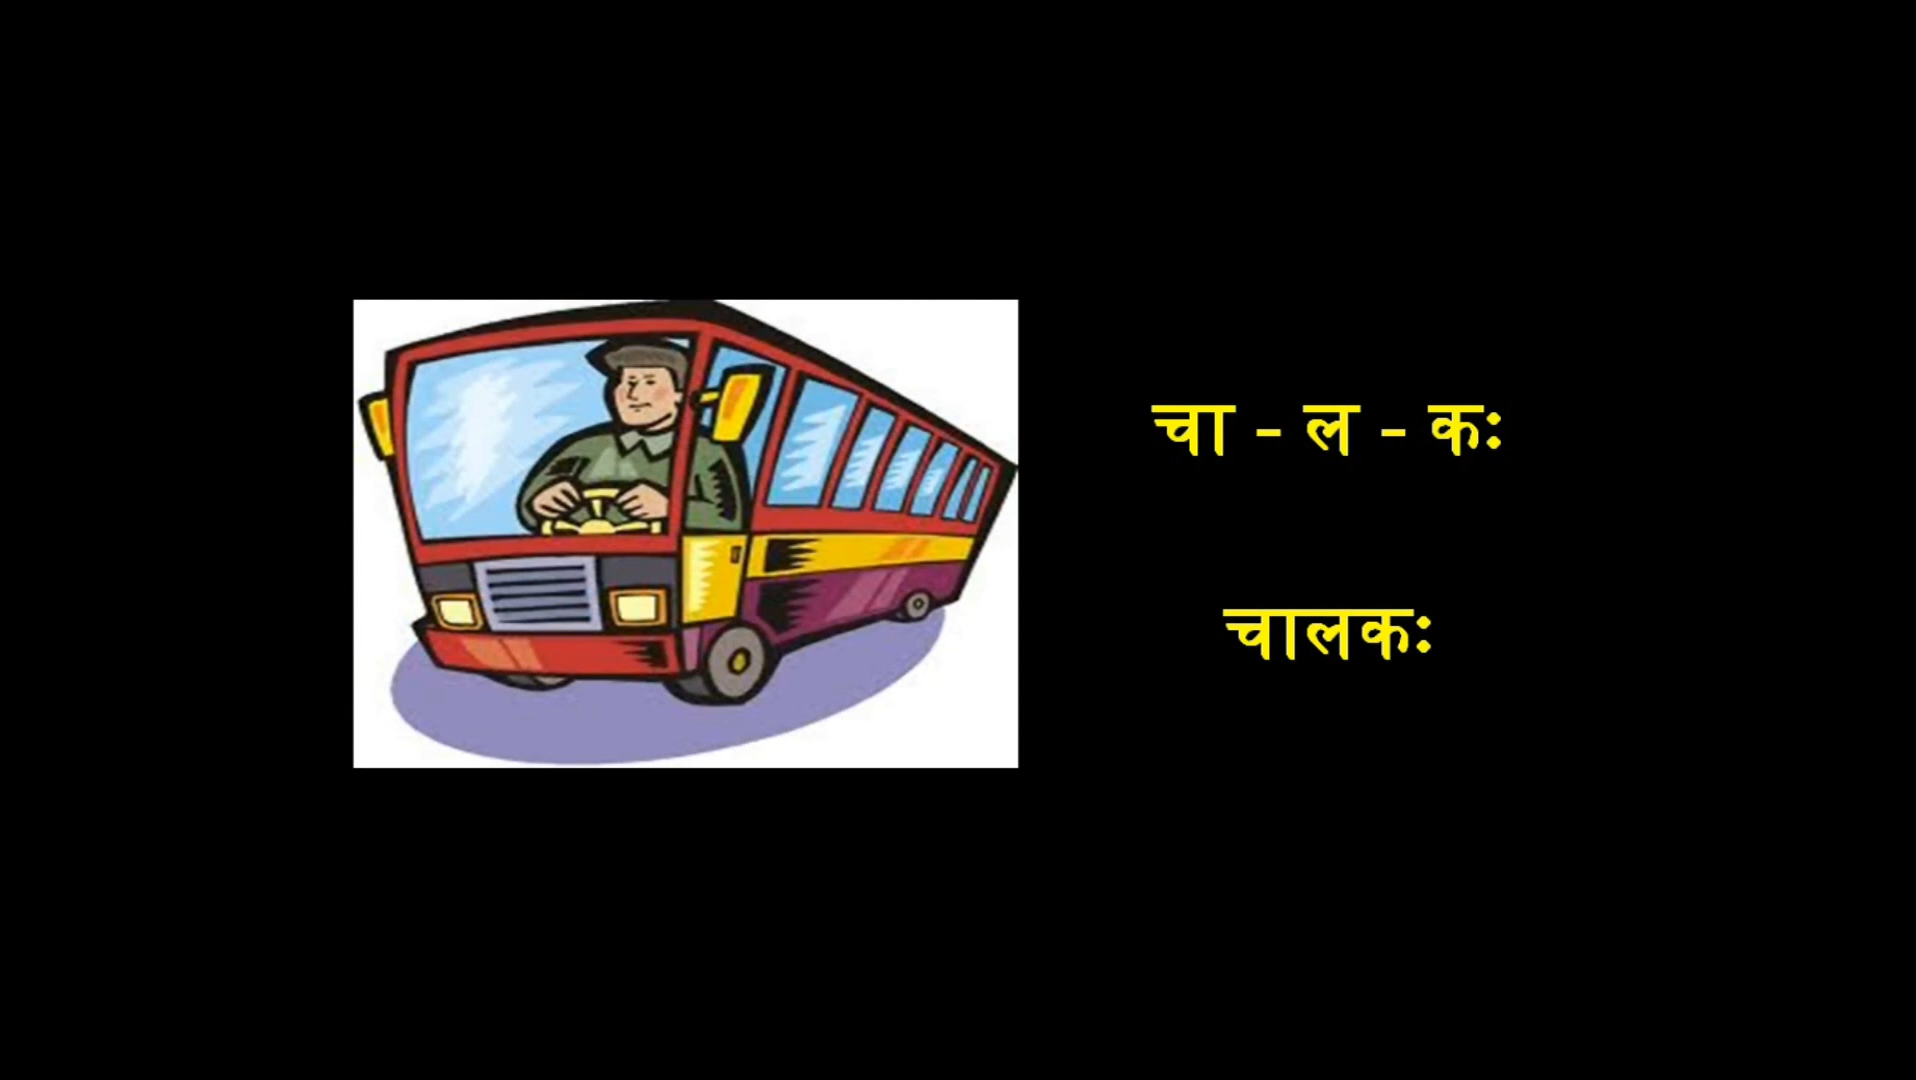 चा - ल - कः
चालकः